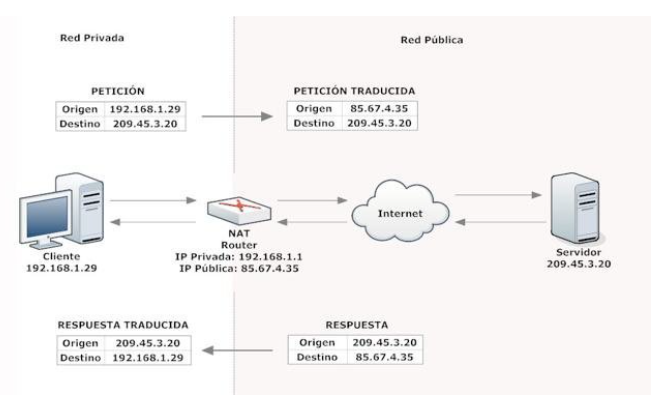 Red Privada
Red Pública
PETICIÓN
Origen 192.168.1.29
Destino 209.45.3.20
PETICIÓN TRADUCIDA
Origen 85.67.4.35
Destino 209.45.3.20
Internet
NAT
Router
IP Privada: 192.168.1.1
IP Pública: 85.67.4.35
Cliente
192.168.1.29
Servidor
209.45.3.20
RESPUESTA TRADUCIDA
Origen 209.45.3.20
Destino 192.168.1.29
RESPUESTA
Origen 209.45.3.20
Destino 85.67.4.35